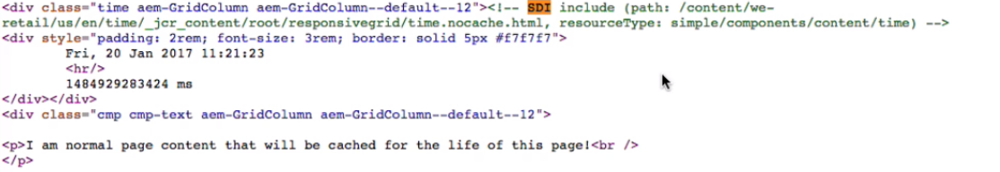 <div class="time aem-GridColumn aem-GridColumn--default--12"><!-- SDI include (path: /content/we-
retail/us/en/time/_jcr_content/root/responsivegrid/time.nocache.html, resourceType: simple/components/content/time) -->
<div style="padding: 2rem; font-size: 3rem; border: solid 5px #f7f7f7">
Fri, 20 Jan 2017 11:21:23
<hr/>
1484929283424 ms
</div></div>
<div class="cmp cmp-text aem-GridColumn aem-GridColumn--default--12">
<p>I am normal page content that will be cached for the life of this page!<br />
</p>